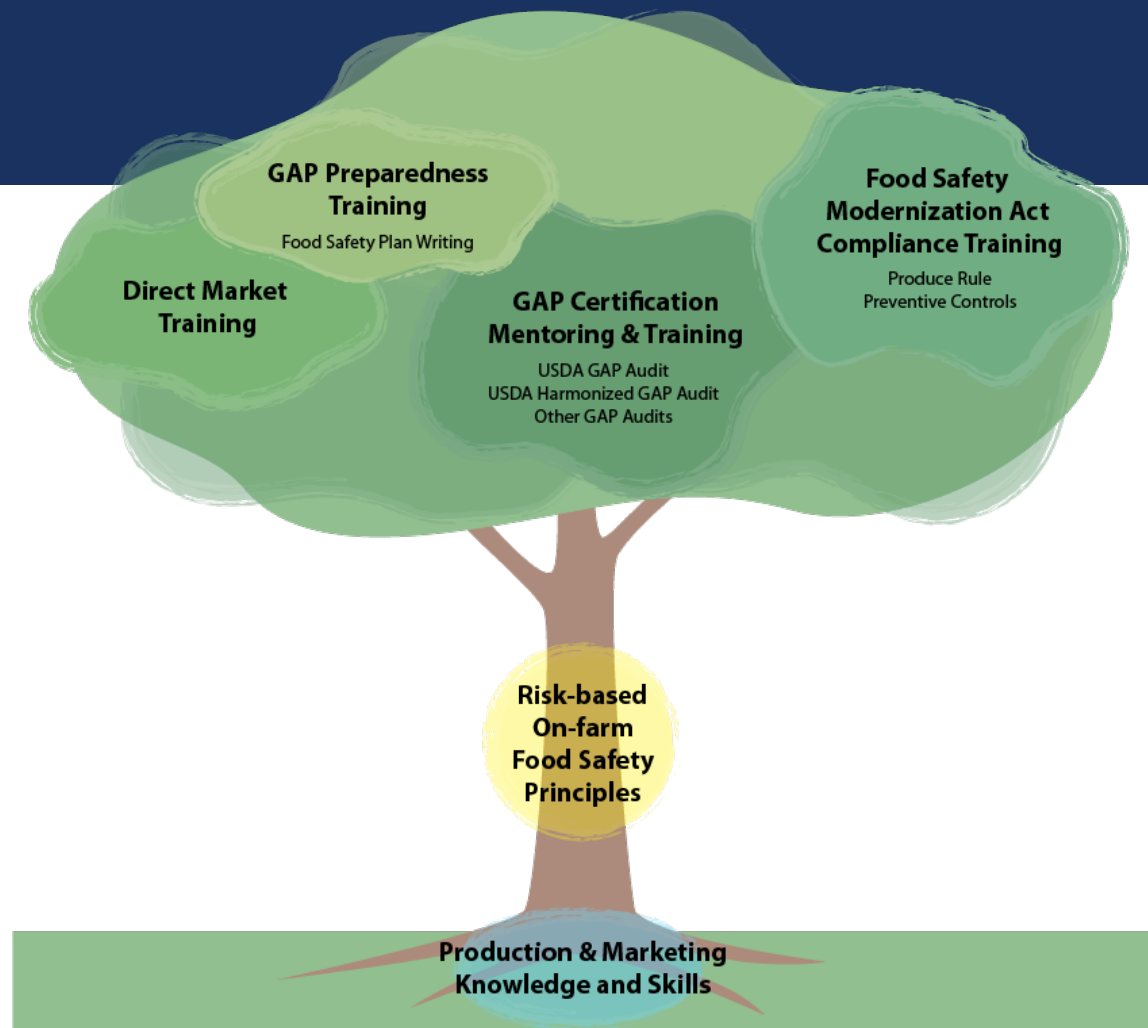 GAP Preparedness
Training
Food Safety Plan Writing
Direct Market
Training
GAP Certification
Mentoring & Training
USDA GAP Audit
USDA Harmonized GAP Audit
Other GAP Audits
Food Safety
Modernization Act
Compliance Training
Produce Rule
Preventive Controls
Risk-based
On-farm
Food Safety
Principles
Production & Marketing
Knowledge and Skills